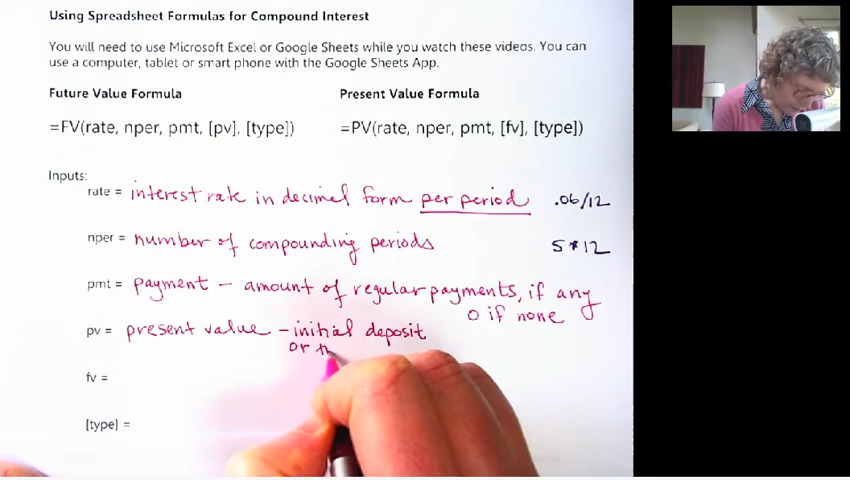 Using Spreadsheet Formulas for Compound Interest
You will need to use Microsoft Excel or Google Sheets while you watch these videos. You can
use a computer, tablet or smart phone with the Google Sheets App.
Future Value Formula Present Value Formula
=FV(rate, nper, pmt, [pv], [type]) =PV(rate, nper, pmt, [fv], [type])
Inputs:
rate = interest rate in decimal form per period .06/12
nper = number of compounding periods 5*12
pmt = payment – amount of regular payments, if any
0 if none
pv = present value – initial deposit
or
fv =
[type] =